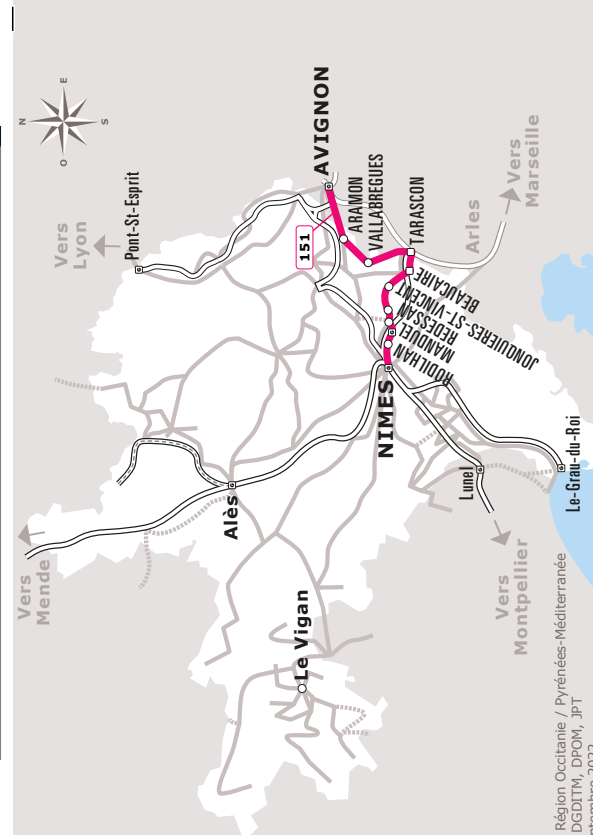 N
E
S
O
Vers
Lyon
Pont-St-Esprit
AVIGNON
151
ARAMON
VALLABREGUES
TARASCON
Arles
Vers
Marseille
BEAUCAIRE
JONQUIERES-ST-VINCENT
REDESSAN
MANDUEL
RODILHAN
NIMES
Vers
Mende
Alès
Le Vigan
Lunel
Le-Grau-du-Roi
Vers
Montpellier
Région Occitanie / Pyrénées-Méditerranée
DGDITM, DPOM, JPT